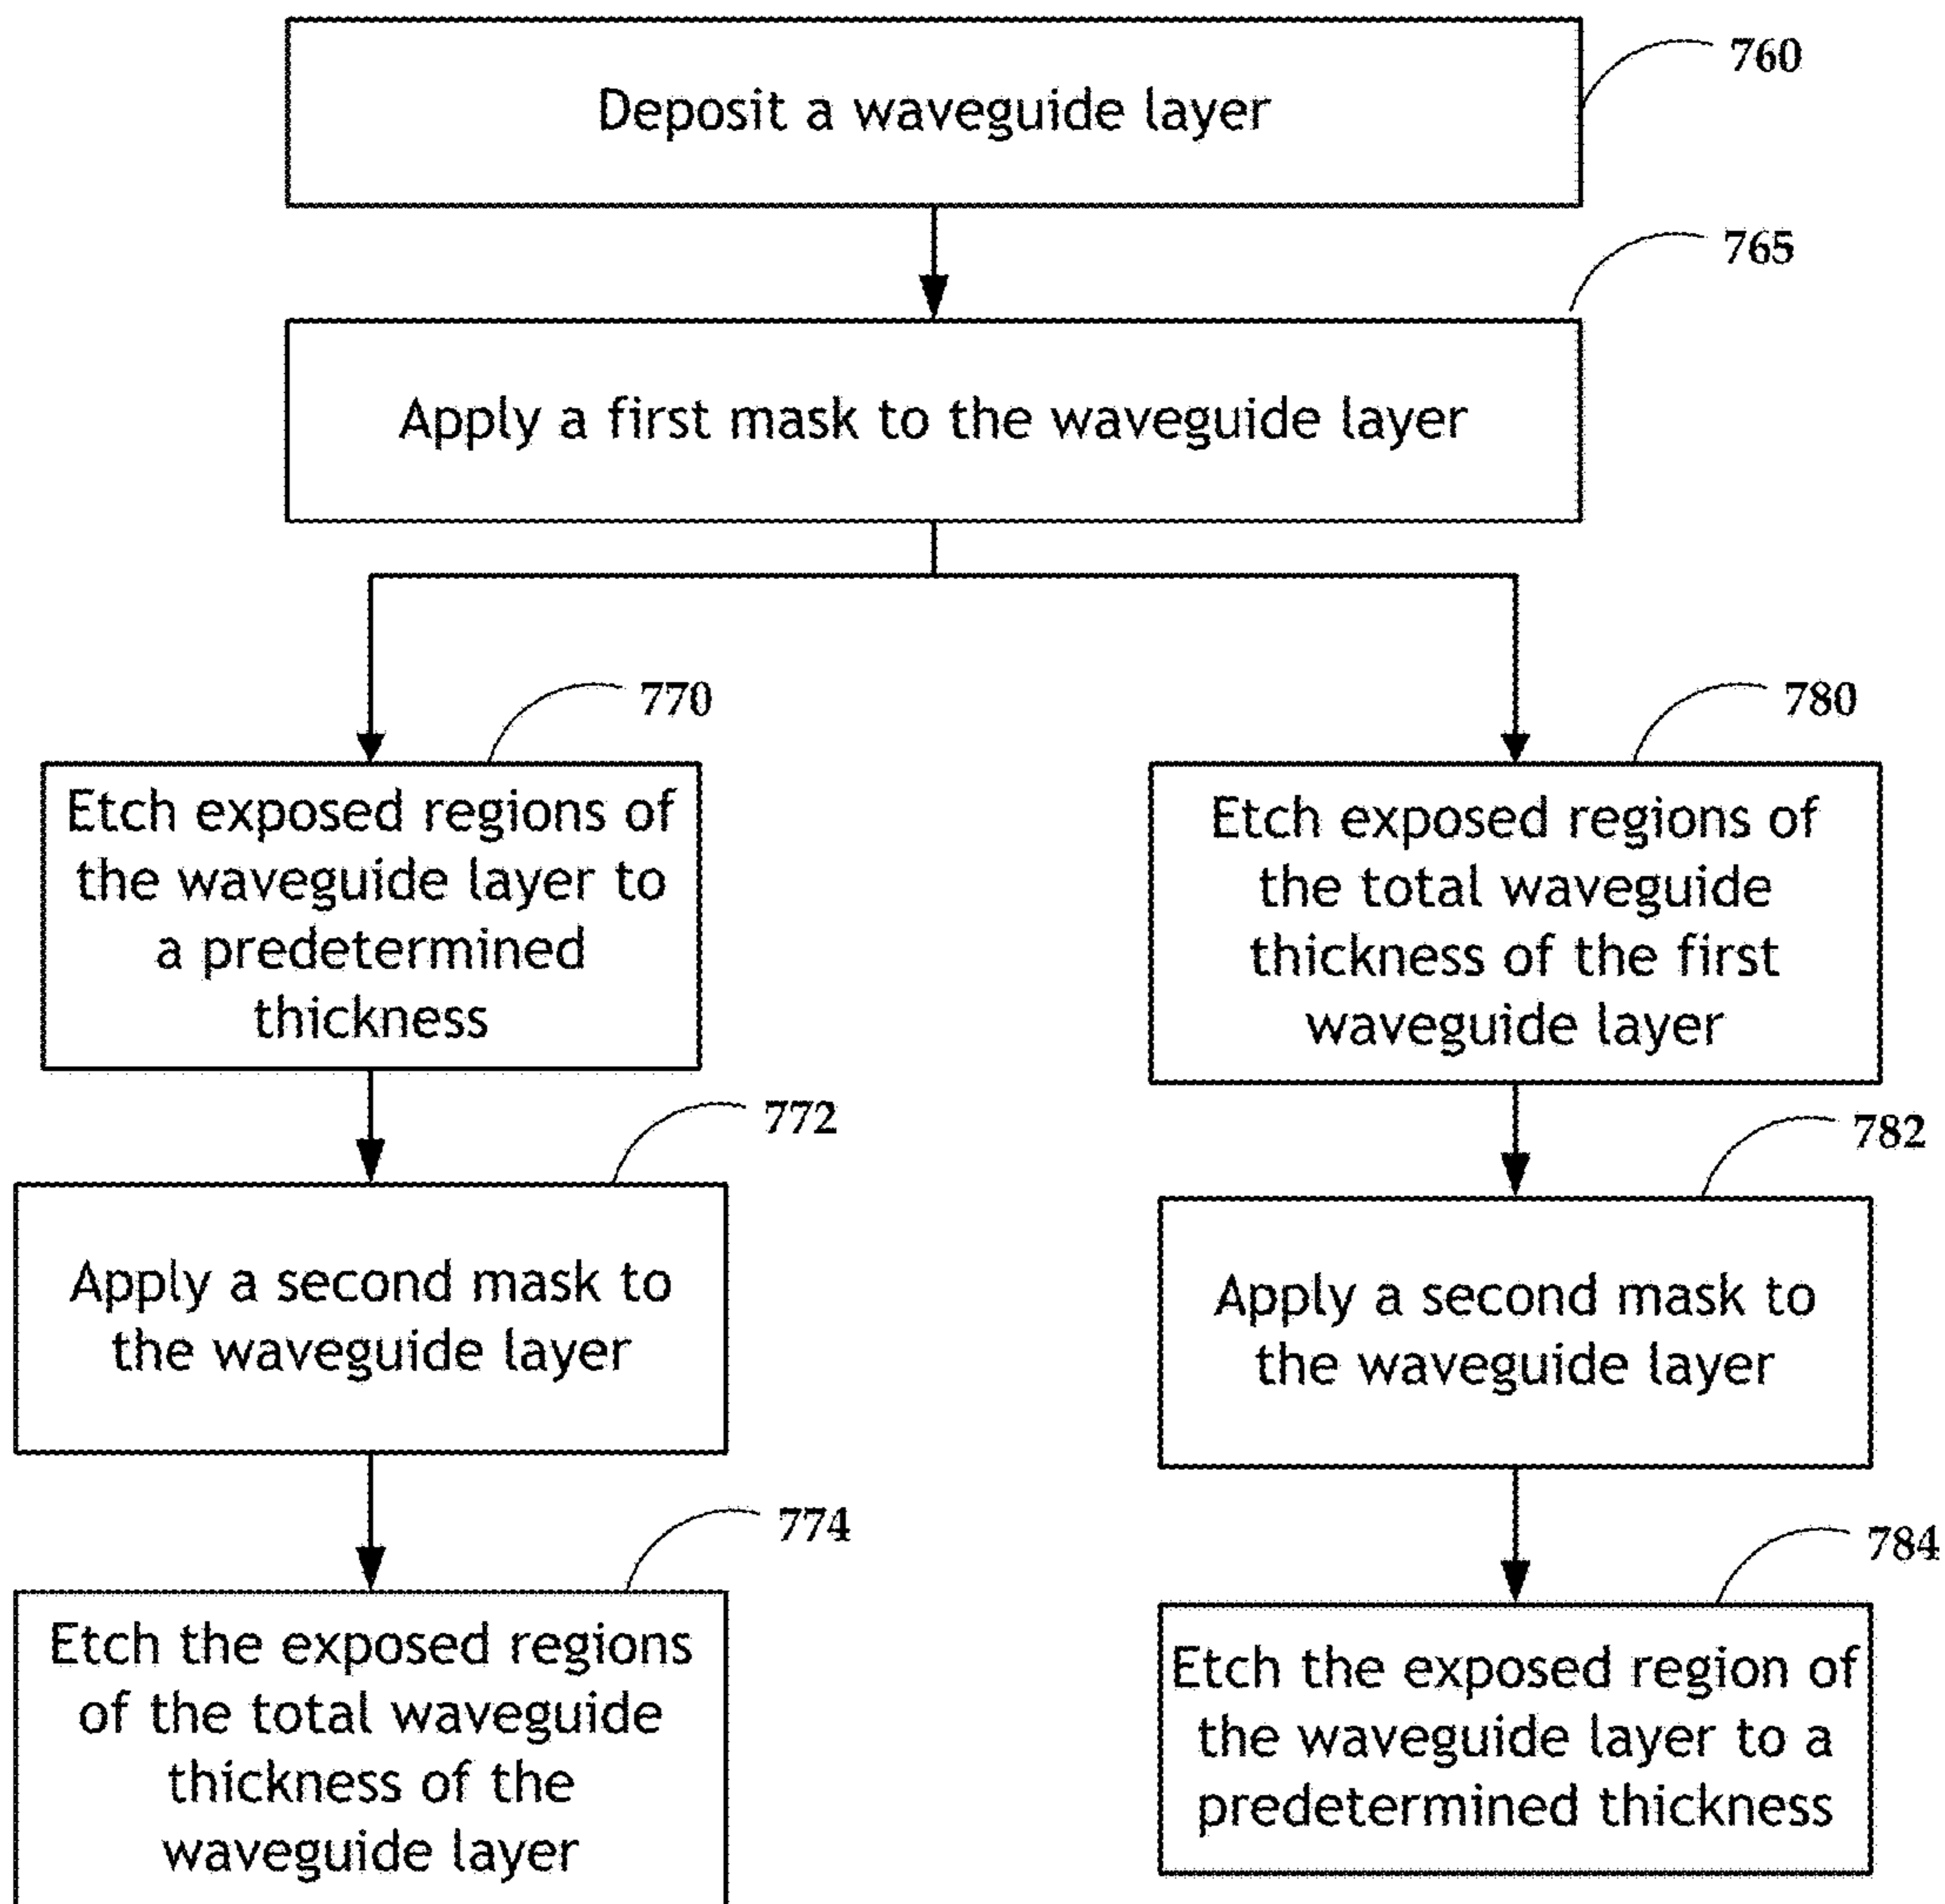 Deposit a waveguide layer
760
Apply a first mask to the waveguide layer
765
Etch exposed regions of
the waveguide layer to
a predetermined
thickness
770
Apply a second mask to
the waveguide layer
772
Etch the exposed regions
of the total waveguide
thickness of the
waveguide layer
774
Etch exposed regions of
the total waveguide
thickness of the first
waveguide layer
780
Apply a second mask to
the waveguide layer
782
Etch the exposed region of
the waveguide layer to a
predetermined thickness
784